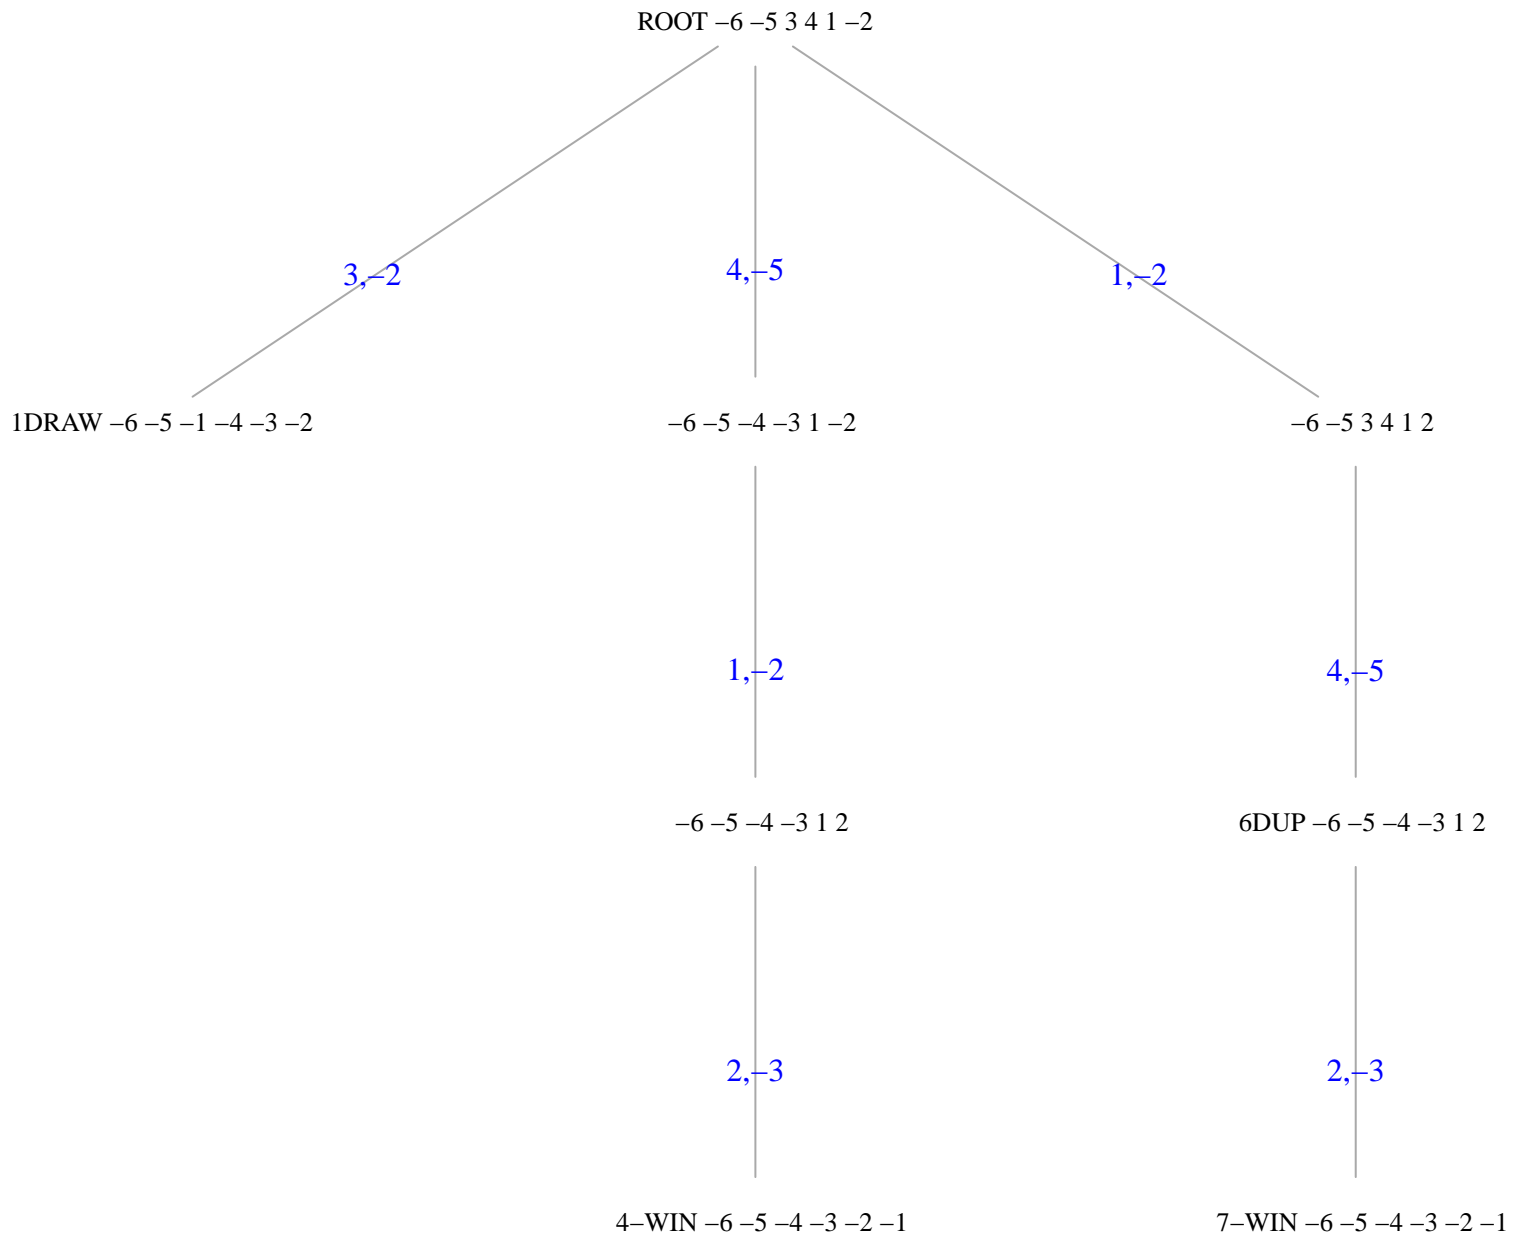 ROOT –6 –5 3 4 1 –2
3,–2
4,–5
1,–2
1DRAW –6 –5 –1 –4 –3 –2
–6 –5 –4 –3 1 –2
–6 –5 3 4 1 2
1,–2
4,–5
–6 –5 –4 –3 1 2
6DUP –6 –5 –4 –3 1 2
2,–3
2,–3
4–WIN –6 –5 –4 –3 –2 –1
7–WIN –6 –5 –4 –3 –2 –1